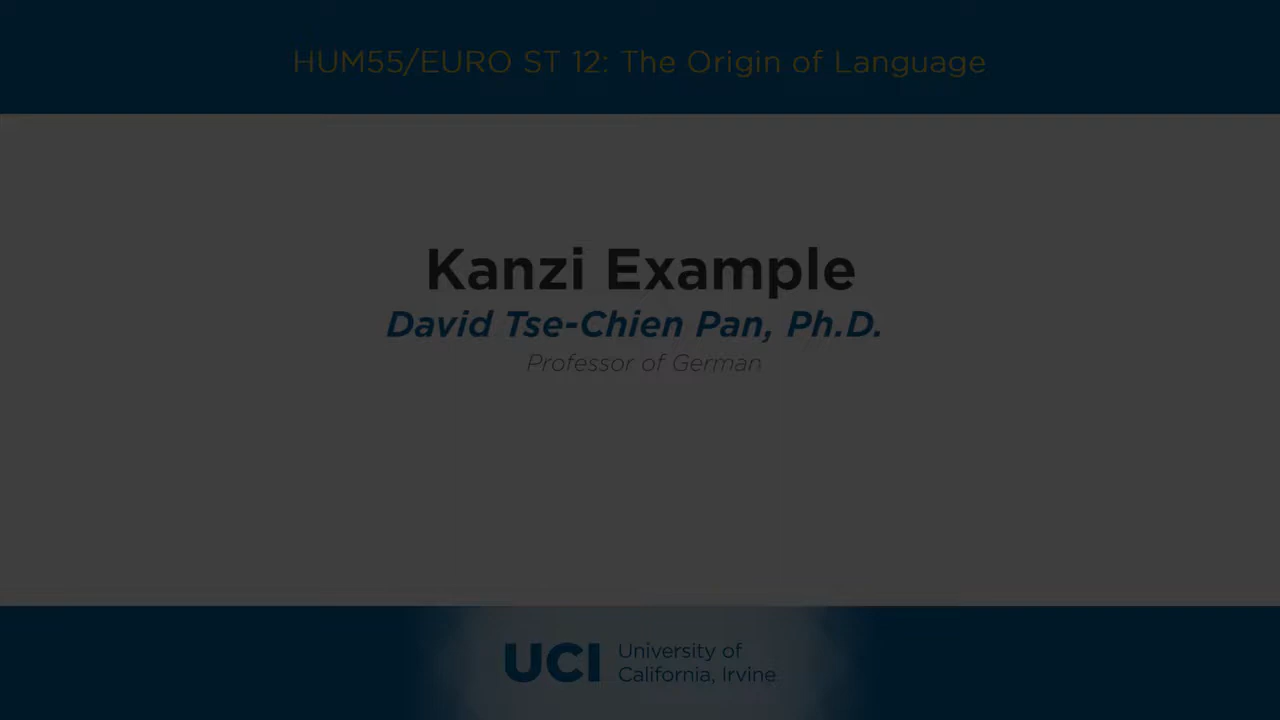 HUM55/EURO ST 12: The Origin of Language
Kanzi Example
David Tse-Chien Pan, Ph.D.
Professor of German
UCI University of
California, Irvine